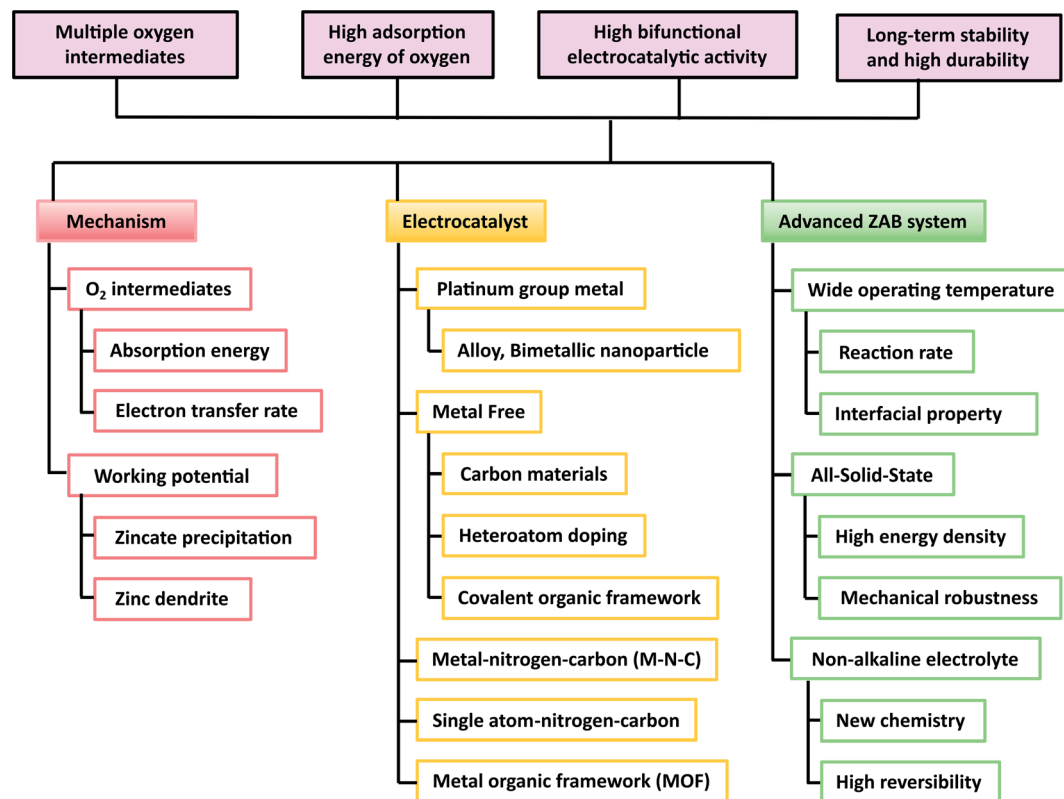 Multiple oxygen
intermediates
High adsorption
energy of oxygen
High bifunctional
electrocatalytic activity
Long-term stability
and high durability
Mechanism
O₂ intermediates
Absorption energy
Electron transfer rate
Working potential
Zincate precipitation
Zinc dendrite
Electrocatalyst
Platinum group metal
Alloy, Bimetallic nanoparticle
Metal Free
Carbon materials
Heteroatom doping
Covalent organic framework
Metal-nitrogen-carbon (M-N-C)
Single atom-nitrogen-carbon
Metal organic framework (MOF)
Advanced ZAB system
Wide operating temperature
Reaction rate
Interfacial property
All-Solid-State
High energy density
Mechanical robustness
Non-alkaline electrolyte
New chemistry
High reversibility